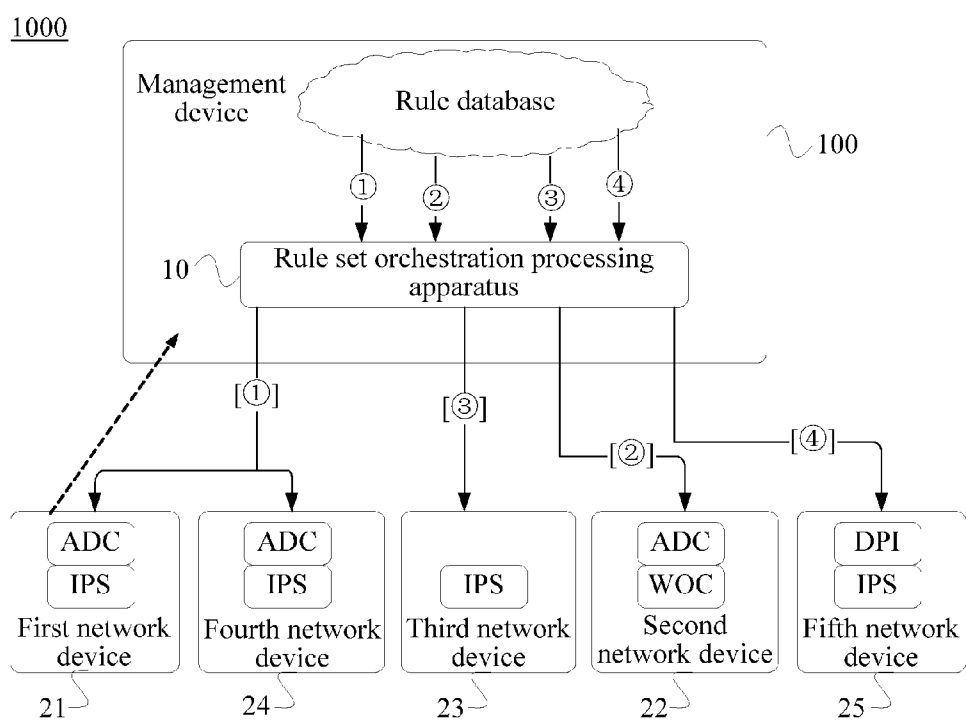 1000
Management
device
Rule database
100
① ② ③ ④
10
Rule set orchestration processing
apparatus
[①] [③] [②] [④]
ADC
IPS
First network
device
ADC
IPS
Fourth network
device
IPS
Third network
device
ADC
WOC
Second
network device
DPI
IPS
Fifth network
device
21 24 23 22 25